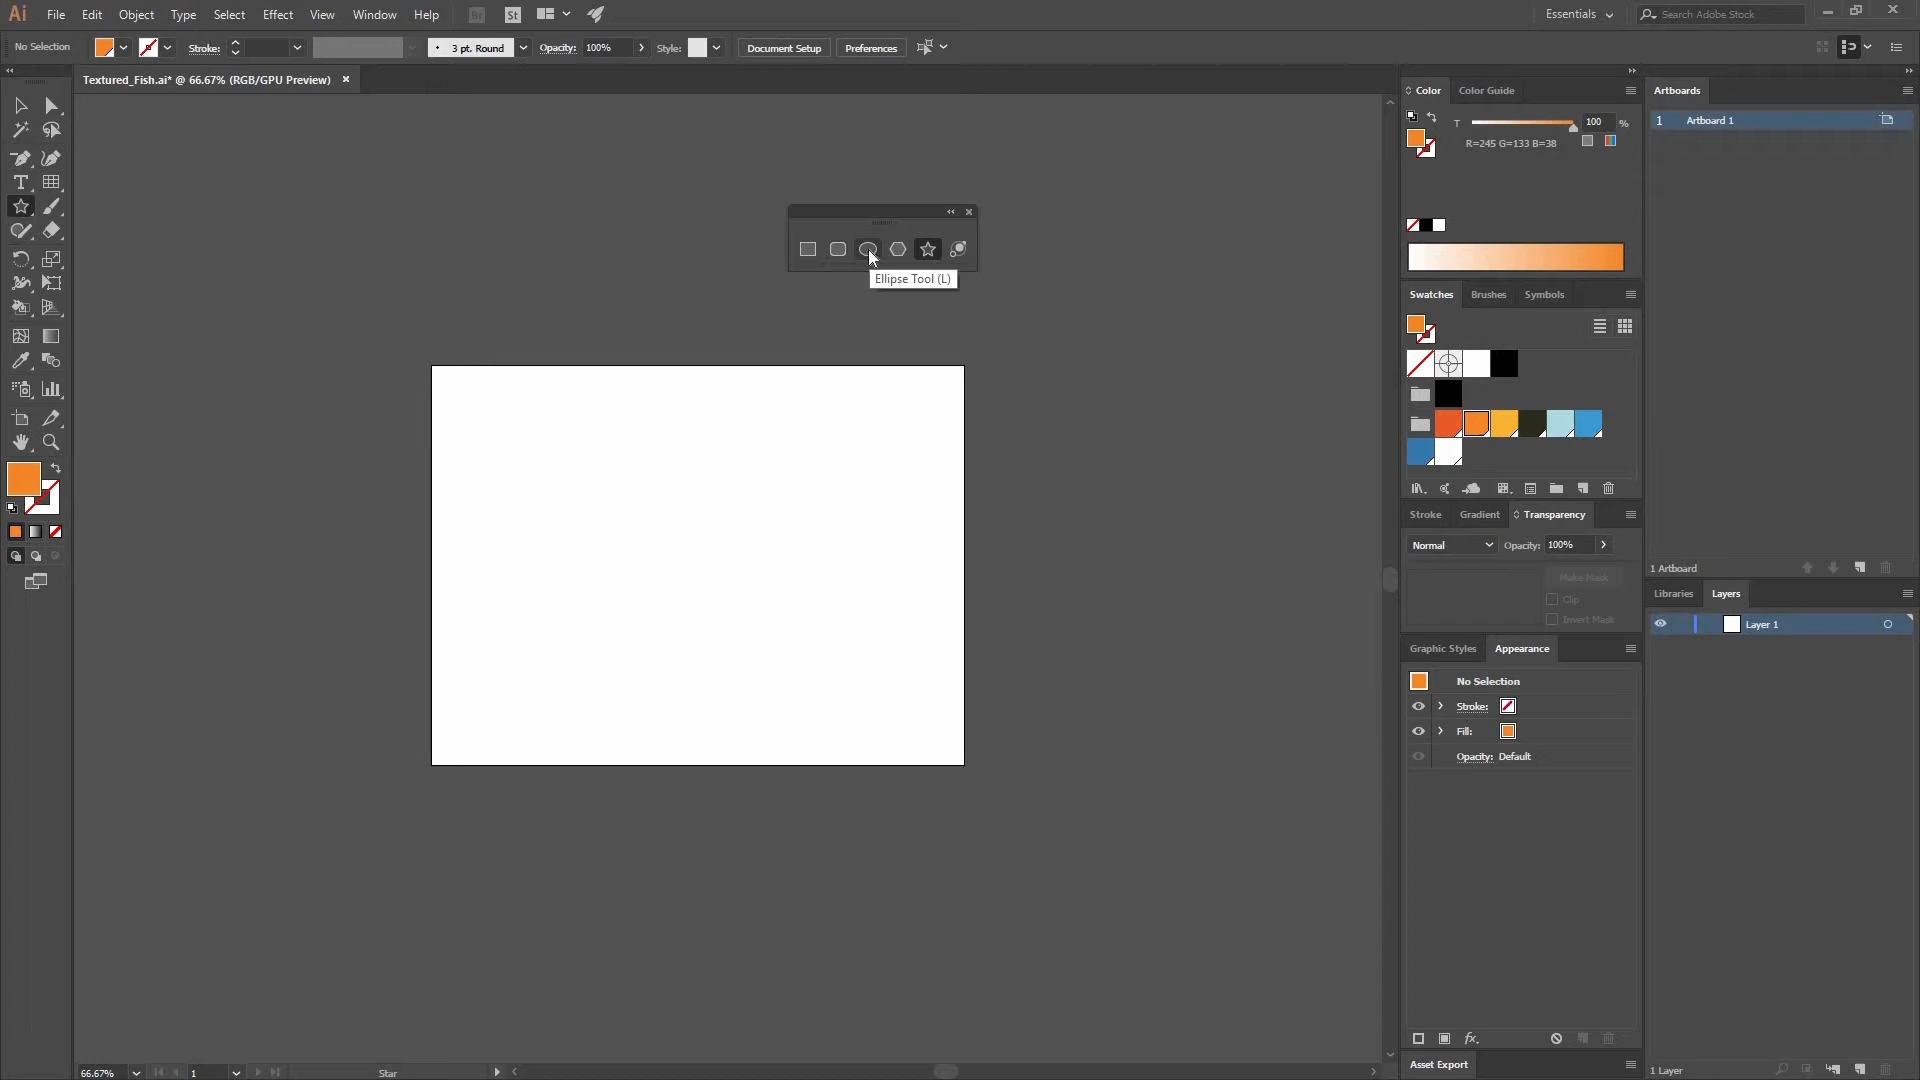 Ai File Edit Object Type Select Effect View Window Help Br St Essentials Search Adobe Stock
No Selection Stroke: 3 pt. Round Opacity: 100% Style: Document Setup Preferences
Textured_Fish.ai* @ 66.67% (RGB/GPU Preview)
Ellipse Tool (L)
Color Color Guide
T 100 %
R=245 G=133 B=38
Swatches Brushes Symbols
Stroke Gradient Transparency
Normal Opacity: 100%
Make Mask
Clip
Invert Mask
Graphic Styles Appearance
No Selection
Stroke:
Fill:
Opacity: Default
fx
Asset Export
Artboards
1 Artboard 1
1 Artboard
Libraries Layers
Layer 1
1 Layer
66.67% 1 Star